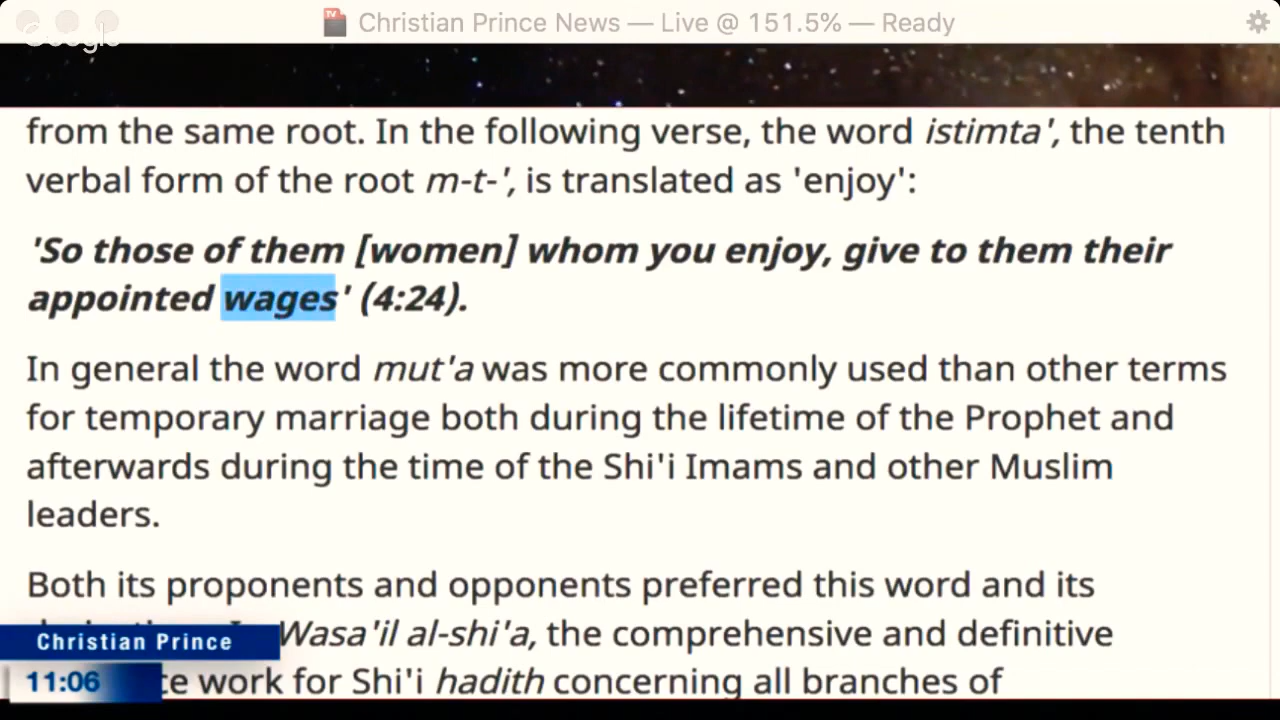 Christian Prince News — Live @ 151.5% — Ready
Google
from the same root. In the following verse, the word istimta', the tenth
verbal form of the root m-t-', is translated as 'enjoy':
'So those of them [women] whom you enjoy, give to them their
appointed wages' (4:24).
In general the word mut'a was more commonly used than other terms
for temporary marriage both during the lifetime of the Prophet and
afterwards during the time of the Shi'i Imams and other Muslim
leaders.
Both its proponents and opponents preferred this word and its
Wasa'il al-shi'a, the comprehensive and definitive
work for Shi'i hadith concerning all branches of
Christian Prince
11:06